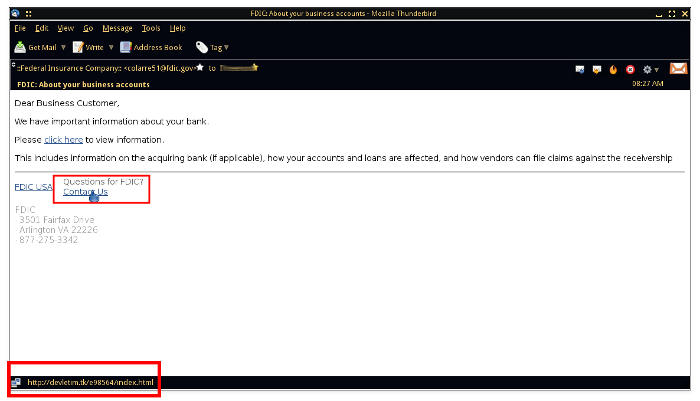 FDIC: About your business accounts - Mozilla Thunderbird
File Edit View Go Message Tools Help
Get Mail Write Address Book Tag
::Federal Insurance Company:: <colarre51@fdic.gov> to
FDIC: About your business accounts 08:27 AM
Dear Business Customer,
We have important information about your bank.
Please click here to view information.
This includes information on the acquiring bank (if applicable), how your accounts and loans are affected, and how vendors can file claims against the receivership
Questions for FDIC?
FDIC USA Contact Us
FDIC
3501 Fairfax Drive
Arlington VA 22226
877-275-3342
http://devletim.tk/e98564/index.html